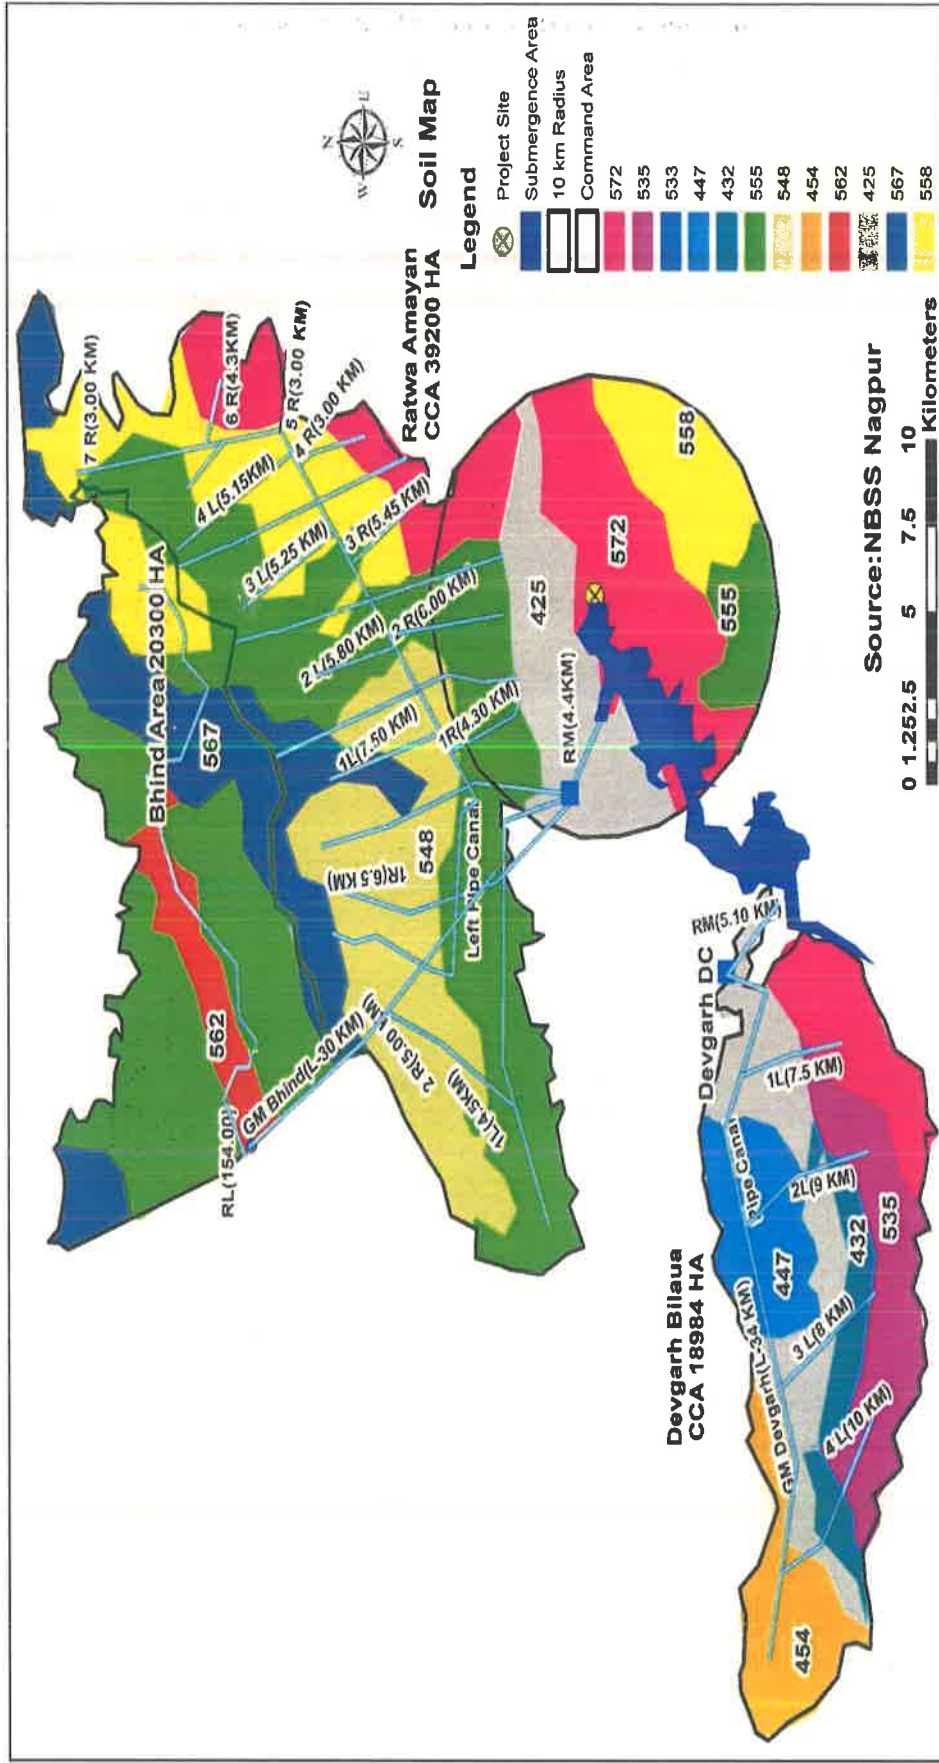 N
W
E
S
Soil Map
Legend
Project Site
Submergence Area
10 km Radius
Command Area
572
535
533
447
432
555
548
454
562
425
567
558
Ratwa Amayan
CCA 39200 HA
7 R(3.00 KM)
6 R(4.3KM)
5 R(3.00 KM)
4 R(3.00 KM)
4 L(5.15KM)
3 L(5.25 KM)
3 R(5.45 KM)
2 L(5.80 KM)
2 R(6.00 KM)
1L(7.50 KM)
1R(4.30 KM)
Bhind Area20300 HA
567
562
548
1R(6.5 KM)
Left Pipe Canal
RL(154.00)
GM Bhind(L-30 KM)
2 R(5.00 KM)
1L(4.5KM)
RM(4.4KM)
425
572
558
555
Devgarh Bilaua
CCA 18984 HA
RM(5.10 KM)
Devgarh DC
Pipe Canal
GM Devgarh(L-34 KM)
1L(7.5 KM)
2L(9 KM)
3 L(8 KM)
4 L(10 KM)
447
432
535
454
Source:NBSS Nagpur
0 1.252.5 5 7.5 10
Kilometers